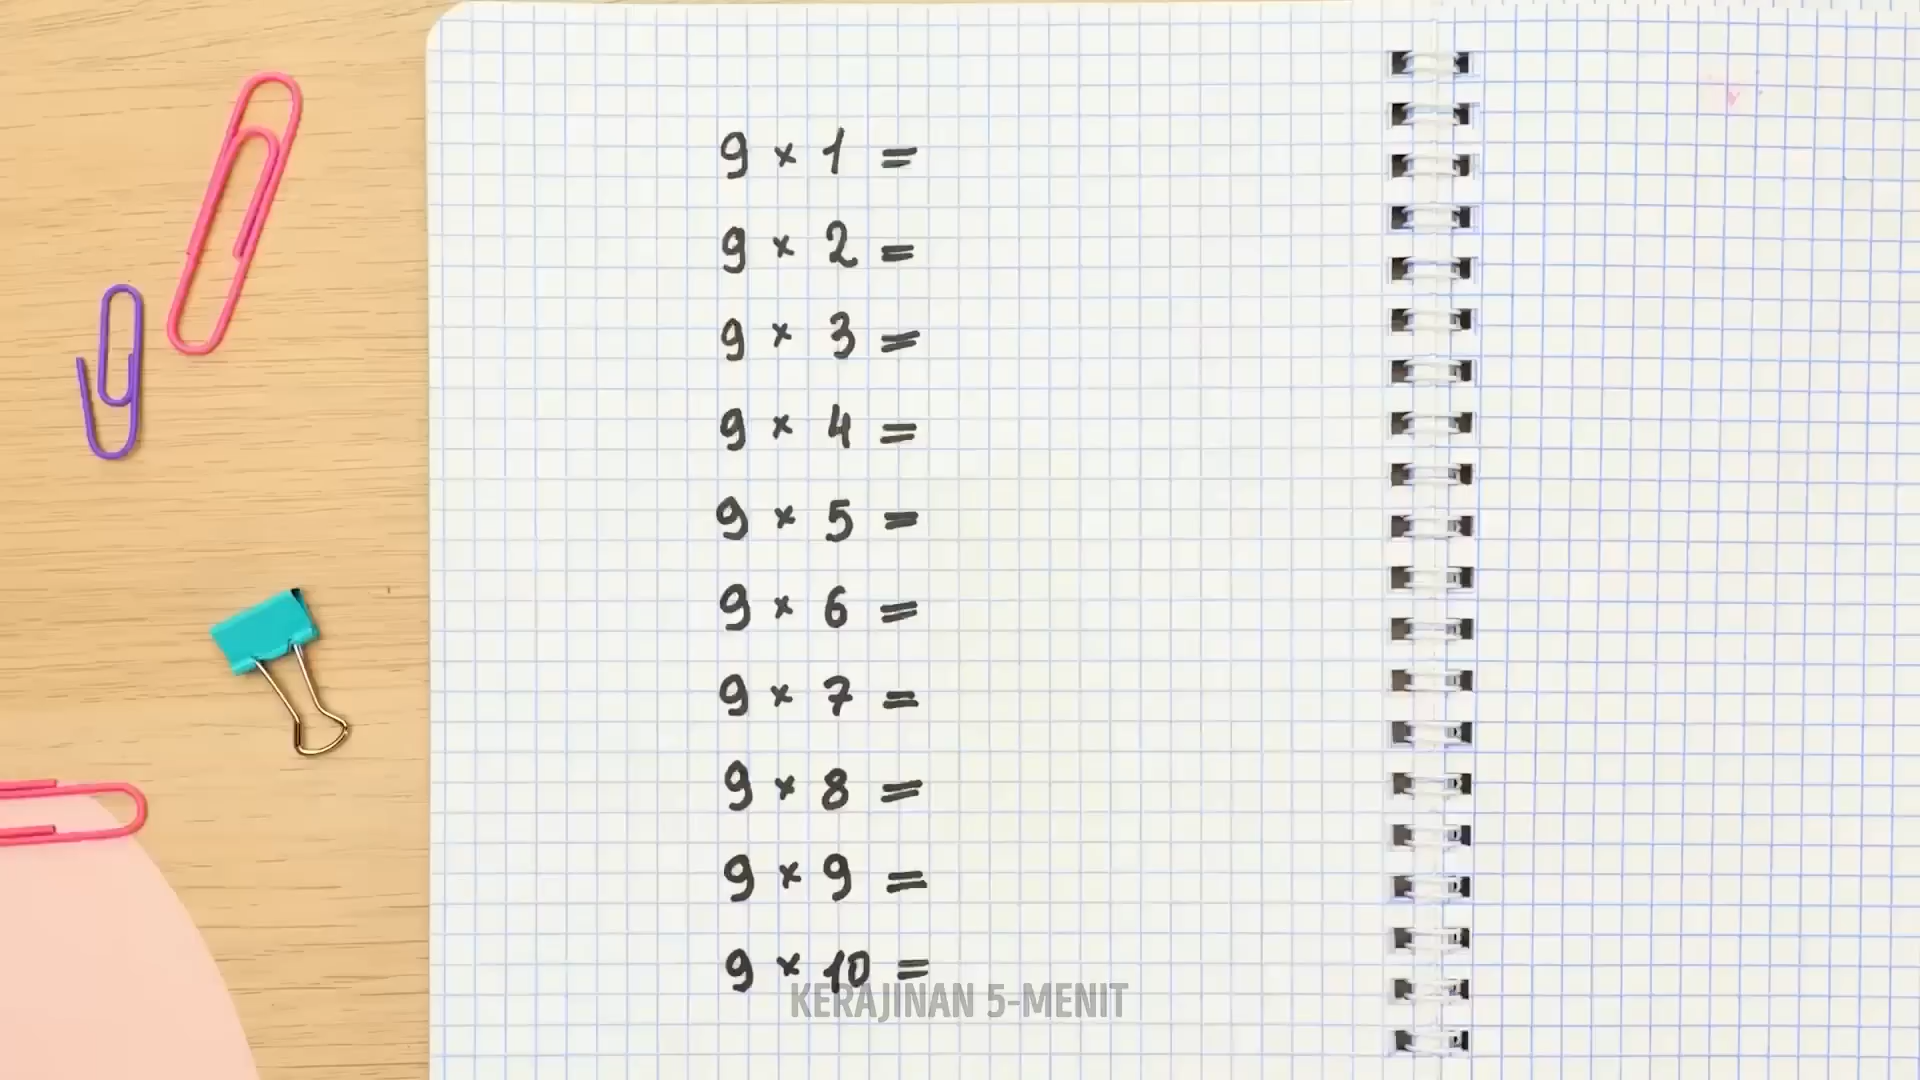 9 × 1 =
9 × 2 =
9 × 3 =
9 × 4 =
9 × 5 =
9 × 6 =
9 × 7 =
9 × 8 =
9 × 9 =
9 × 10 =
KERAJINAN 5-MENIT